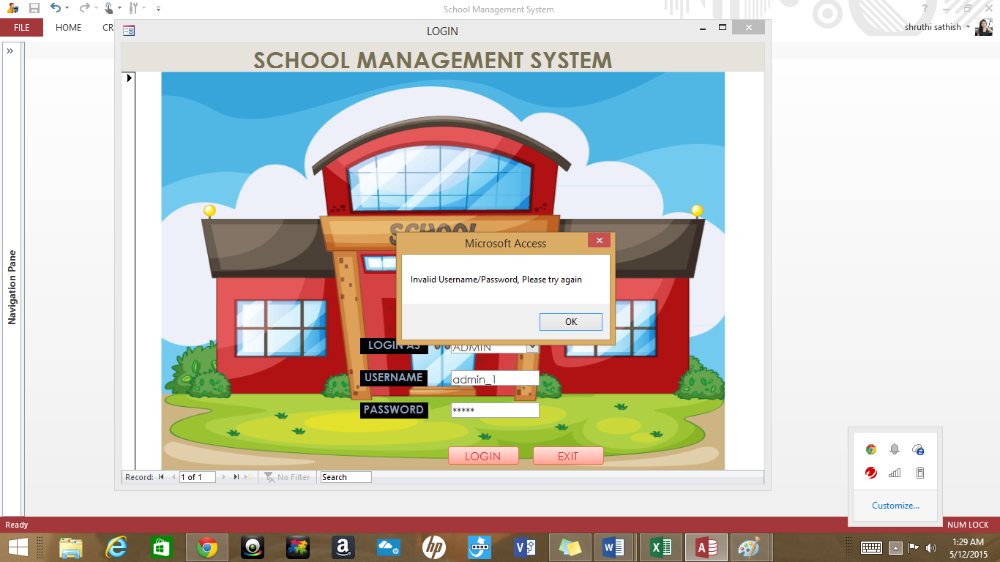 School Management System
FILE
HOME
CR
shruthi sathish
LOGIN
SCHOOL MANAGEMENT SYSTEM
SCHOOL
Microsoft Access
Invalid Username/Password, Please try again
OK
LOGIN AS
ADMIN
USERNAME
admin_1
PASSWORD
*****
LOGIN
EXIT
Navigation Pane
Record:
1 of 1
No Filter
Search
Customize...
Ready
NUM LOCK
1:29 AM
5/12/2015